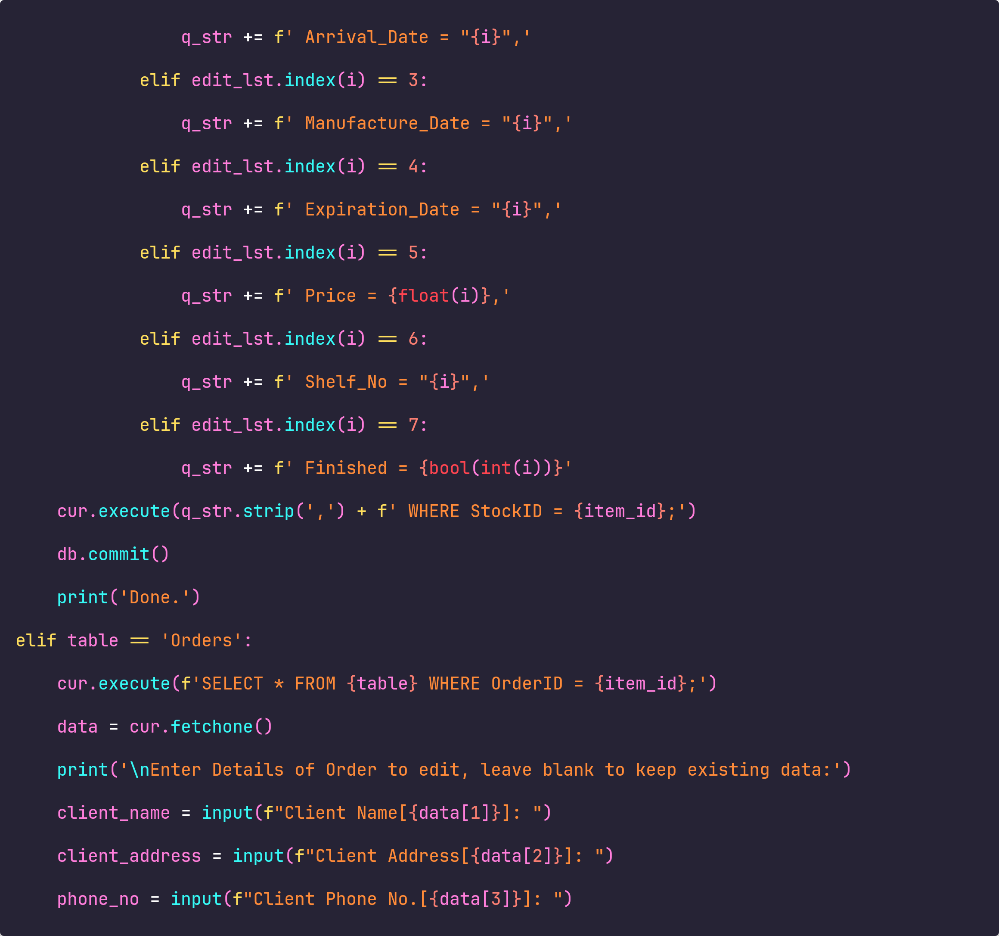 q_str += f' Arrival_Date = "{i}",'
        elif edit_lst.index(i) == 3:
            q_str += f' Manufacture_Date = "{i}",'
        elif edit_lst.index(i) == 4:
            q_str += f' Expiration_Date = "{i}",'
        elif edit_lst.index(i) == 5:
            q_str += f' Price = {float(i)},'
        elif edit_lst.index(i) == 6:
            q_str += f' Shelf_No = "{i}",'
        elif edit_lst.index(i) == 7:
            q_str += f' Finished = {bool(int(i))}'
    cur.execute(q_str.strip(',') + f' WHERE StockID = {item_id};')
    db.commit()
    print('Done.')
elif table == 'Orders':
    cur.execute(f'SELECT * FROM {table} WHERE OrderID = {item_id};')
    data = cur.fetchone()
    print('\nEnter Details of Order to edit, leave blank to keep existing data:')
    client_name = input(f"Client Name[{data[1]}]: ")
    client_address = input(f"Client Address[{data[2]}]: ")
    phone_no = input(f"Client Phone No.[{data[3]}]: ")